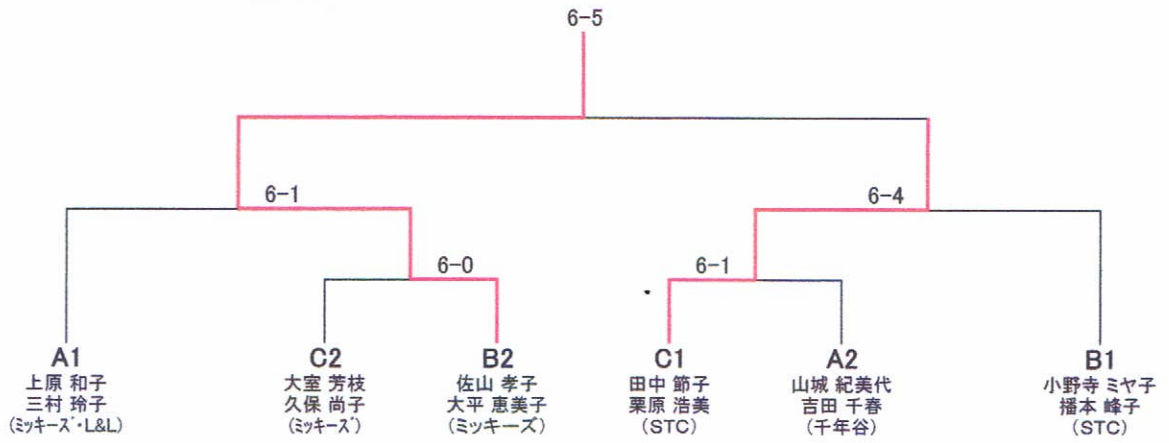 6-5
6-1
6-4
6-0
6-1
A1
上原 和子
三村 玲子
(ミッキーズ・L&L)
C2
大室 芳枝
久保 尚子
(ミッキーズ)
B2
佐山 孝子
大平 恵美子
(ミッキーズ)
C1
田中 節子
栗原 浩美
(STC)
A2
山城 紀美代
吉田 千春
(千年谷)
B1
小野寺 ミヤ子
播本 峰子
(STC)